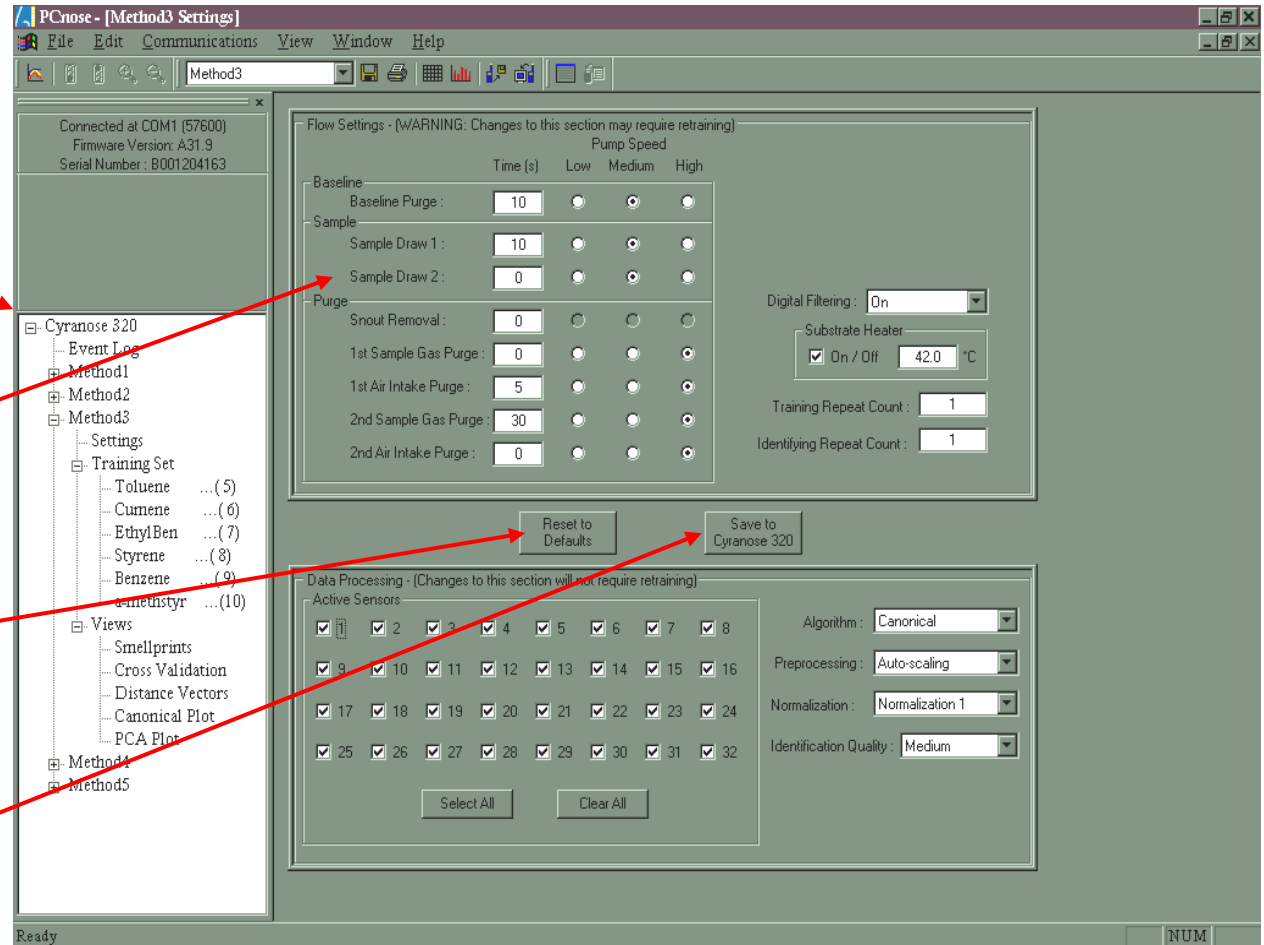 PCnose - [Method3 Settings]
File Edit Communications View Window Help
Method3
Connected at COM1 (57600)
Firmware Version: A31.9
Serial Number : B001204163
Cyranose 320
Event Log
Method1
Method2
Method3
Settings
Training Set
Toluene ...( 5)
Cumene ...( 6)
EthylBen ...( 7)
Styrene ...( 8)
Benzene ...( 9)
a-methstyr ...(10)
Views
Smellprints
Cross Validation
Distance Vectors
Canonical Plot
PCA Plot
Method4
Method5
Flow Settings - (WARNING: Changes to this section may require retraining)
Pump Speed
Time (s) Low Medium High
Baseline
Baseline Purge : 10
Sample
Sample Draw 1 : 10
Sample Draw 2 : 0
Purge
Snout Removal : 0
1st Sample Gas Purge : 0
1st Air Intake Purge : 5
2nd Sample Gas Purge : 30
2nd Air Intake Purge : 0
Digital Filtering : On
Substrate Heater
On / Off 42.0 °C
Training Repeat Count : 1
Identifying Repeat Count : 1
Reset to
Defaults
Save to
Cyranose 320
Data Processing - (Changes to this section will not require retraining)
Active Sensors
1 2 3 4 5 6 7 8
9 10 11 12 13 14 15 16
17 18 19 20 21 22 23 24
25 26 27 28 29 30 31 32
Select All Clear All
Algorithm : Canonical
Preprocessing : Auto-scaling
Normalization : Normalization 1
Identification Quality : Medium
Ready NUM